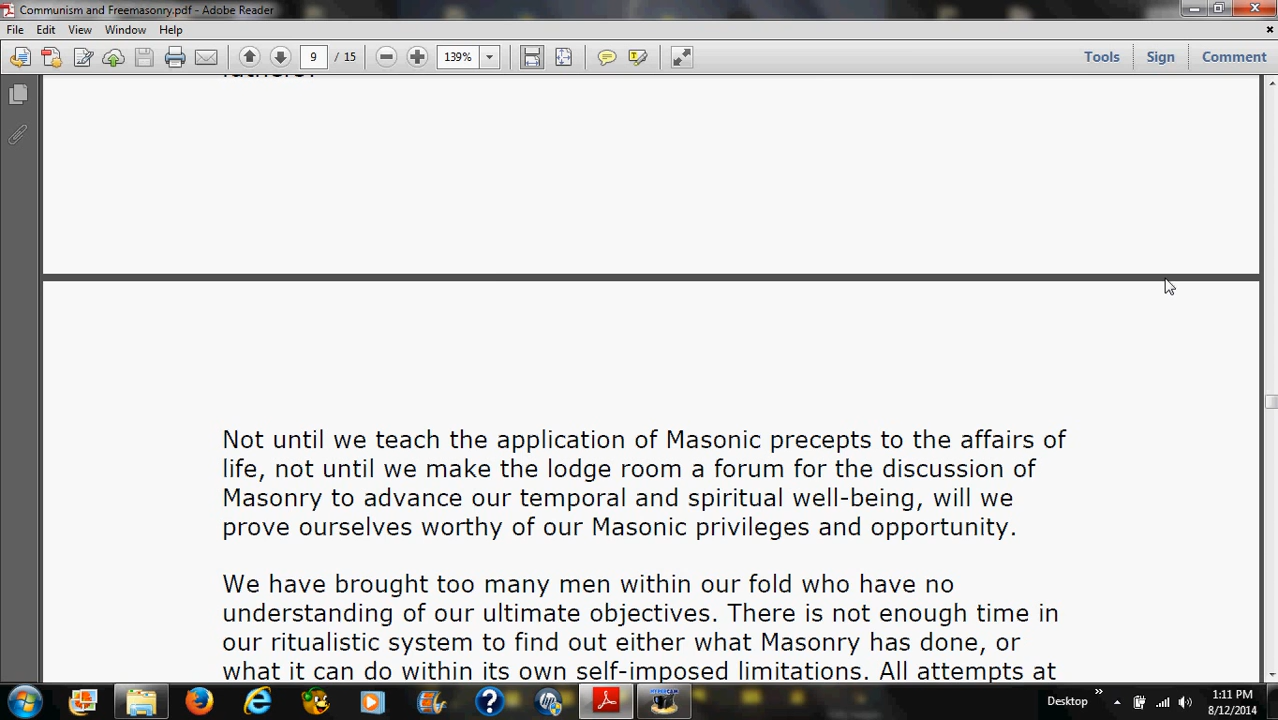 Communism and Freemasonry.pdf - Adobe Reader
File Edit View Window Help
9 / 15 139% Tools Sign Comment
Not until we teach the application of Masonic precepts to the affairs of
life, not until we make the lodge room a forum for the discussion of
Masonry to advance our temporal and spiritual well-being, will we
prove ourselves worthy of our Masonic privileges and opportunity.
We have brought too many men within our fold who have no
understanding of our ultimate objectives. There is not enough time in
our ritualistic system to find out either what Masonry has done, or
what it can do within its own self-imposed limitations. All attempts at
Desktop
1:11 PM
8/12/2014